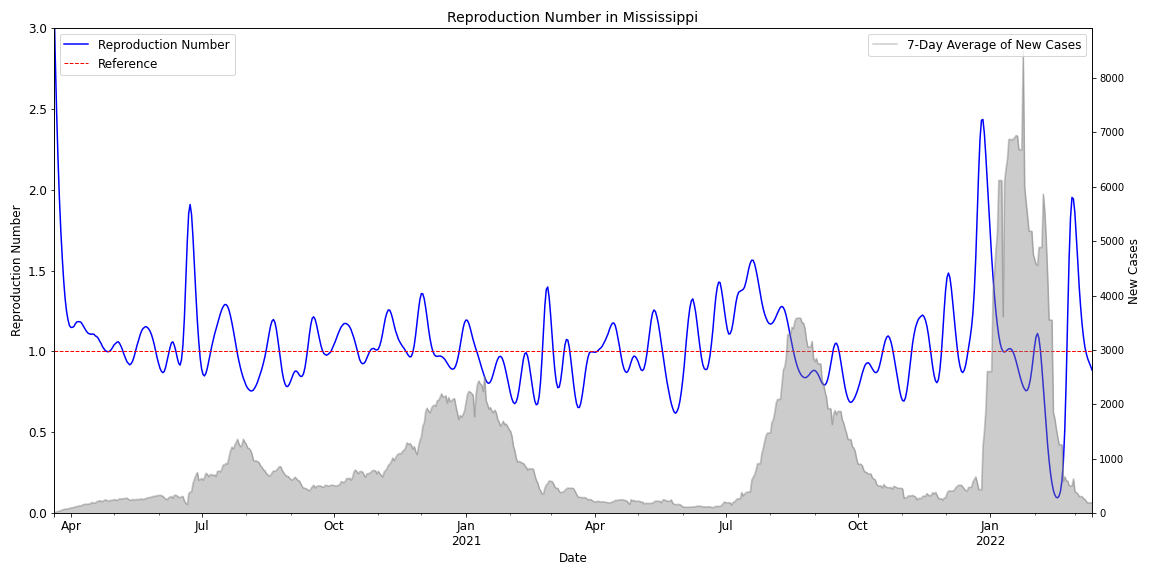 Reproduction Number in Mississippi
Reproduction Number
Reference
7-Day Average of New Cases
3.0
2.5
2.0
1.5
1.0
0.5
0.0
Reproduction Number
8000
7000
6000
5000
4000
3000
2000
1000
0
New Cases
Apr
Jul
Oct
Jan
2021
Apr
Jul
Oct
Jan
2022
Date